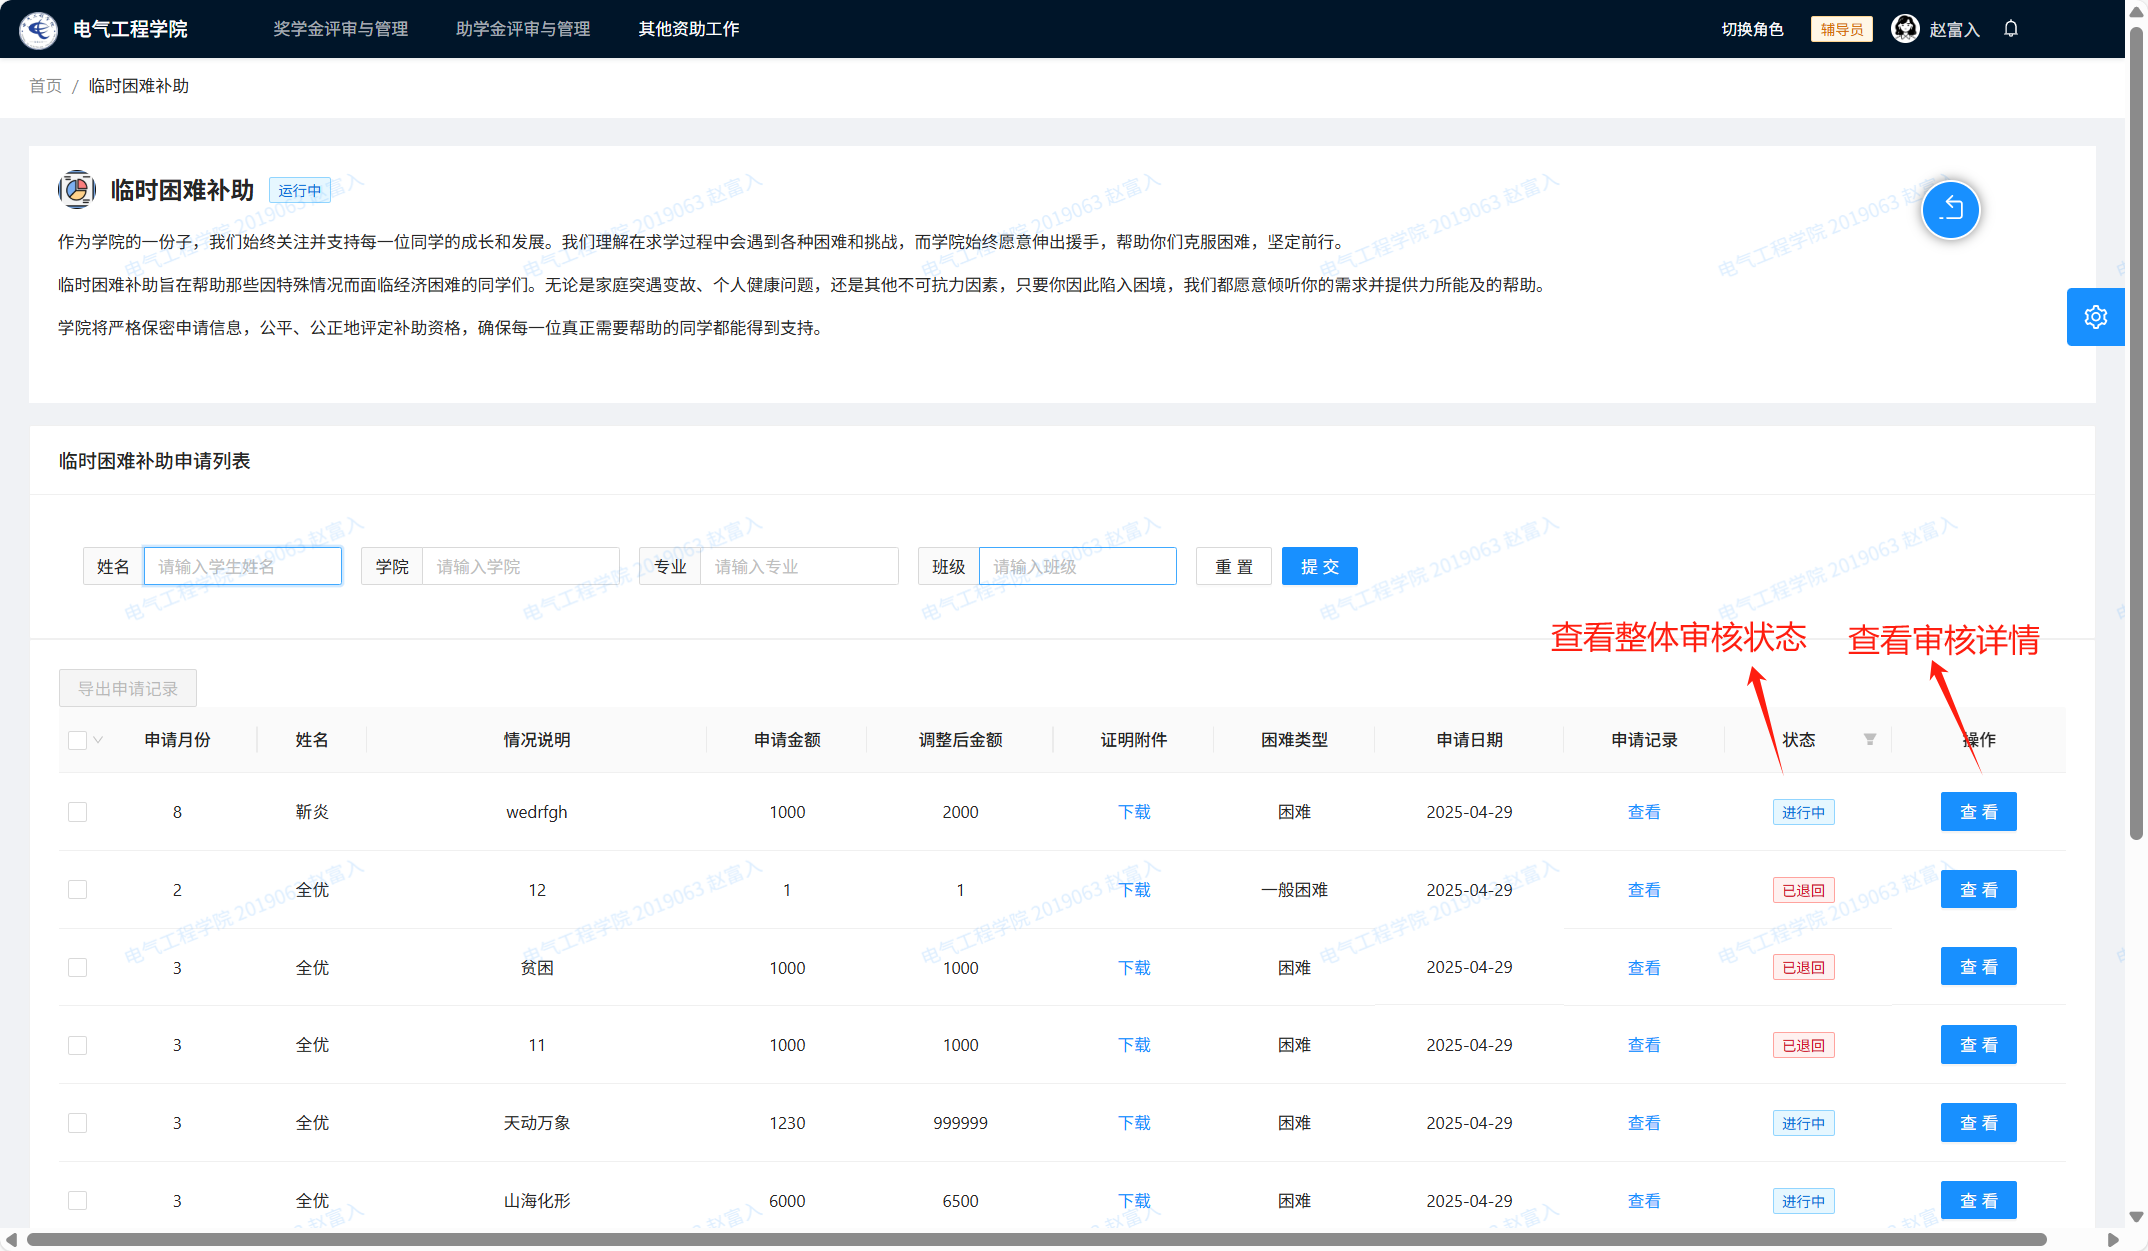 电气工程学院 奖学金评审与管理 助学金评审与管理 其他资助工作 切换角色 辅导员 赵富入
首页 / 临时困难补助
临时困难补助 运行中
作为学院的一份子，我们始终关注并支持每一位同学的成长和发展。我们理解在求学过程中会遇到各种困难和挑战，而学院始终愿意伸出援手，帮助你们克服困难，坚定前行。
临时困难补助旨在帮助那些因特殊情况而面临经济困难的同学们。无论是家庭突遇变故、个人健康问题，还是其他不可抗力因素，只要你因此陷入困境，我们都愿意倾听你的需求并提供力所能及的帮助。
学院将严格保密申请信息，公平、公正地评定补助资格，确保每一位真正需要帮助的同学都能得到支持。
临时困难补助申请列表
姓名 请输入学生姓名 学院 请输入学院 专业 请输入专业 班级 请输入班级 重 置 提 交
查看整体审核状态 查看审核详情
导出申请记录
申请月份 姓名 情况说明 申请金额 调整后金额 证明附件 困难类型 申请日期 申请记录 状态 操作
8 靳炎 wedrfgh 1000 2000 下载 困难 2025-04-29 查看 进行中 查 看
2 全优 12 1 1 下载 一般困难 2025-04-29 查看 已退回 查 看
3 全优 贫困 1000 1000 下载 困难 2025-04-29 查看 已退回 查 看
3 全优 11 1000 1000 下载 困难 2025-04-29 查看 已退回 查 看
3 全优 天动万象 1230 999999 下载 困难 2025-04-29 查看 进行中 查 看
3 全优 山海化形 6000 6500 下载 困难 2025-04-29 查看 进行中 查 看
电气工程学院 2019063 赵富入